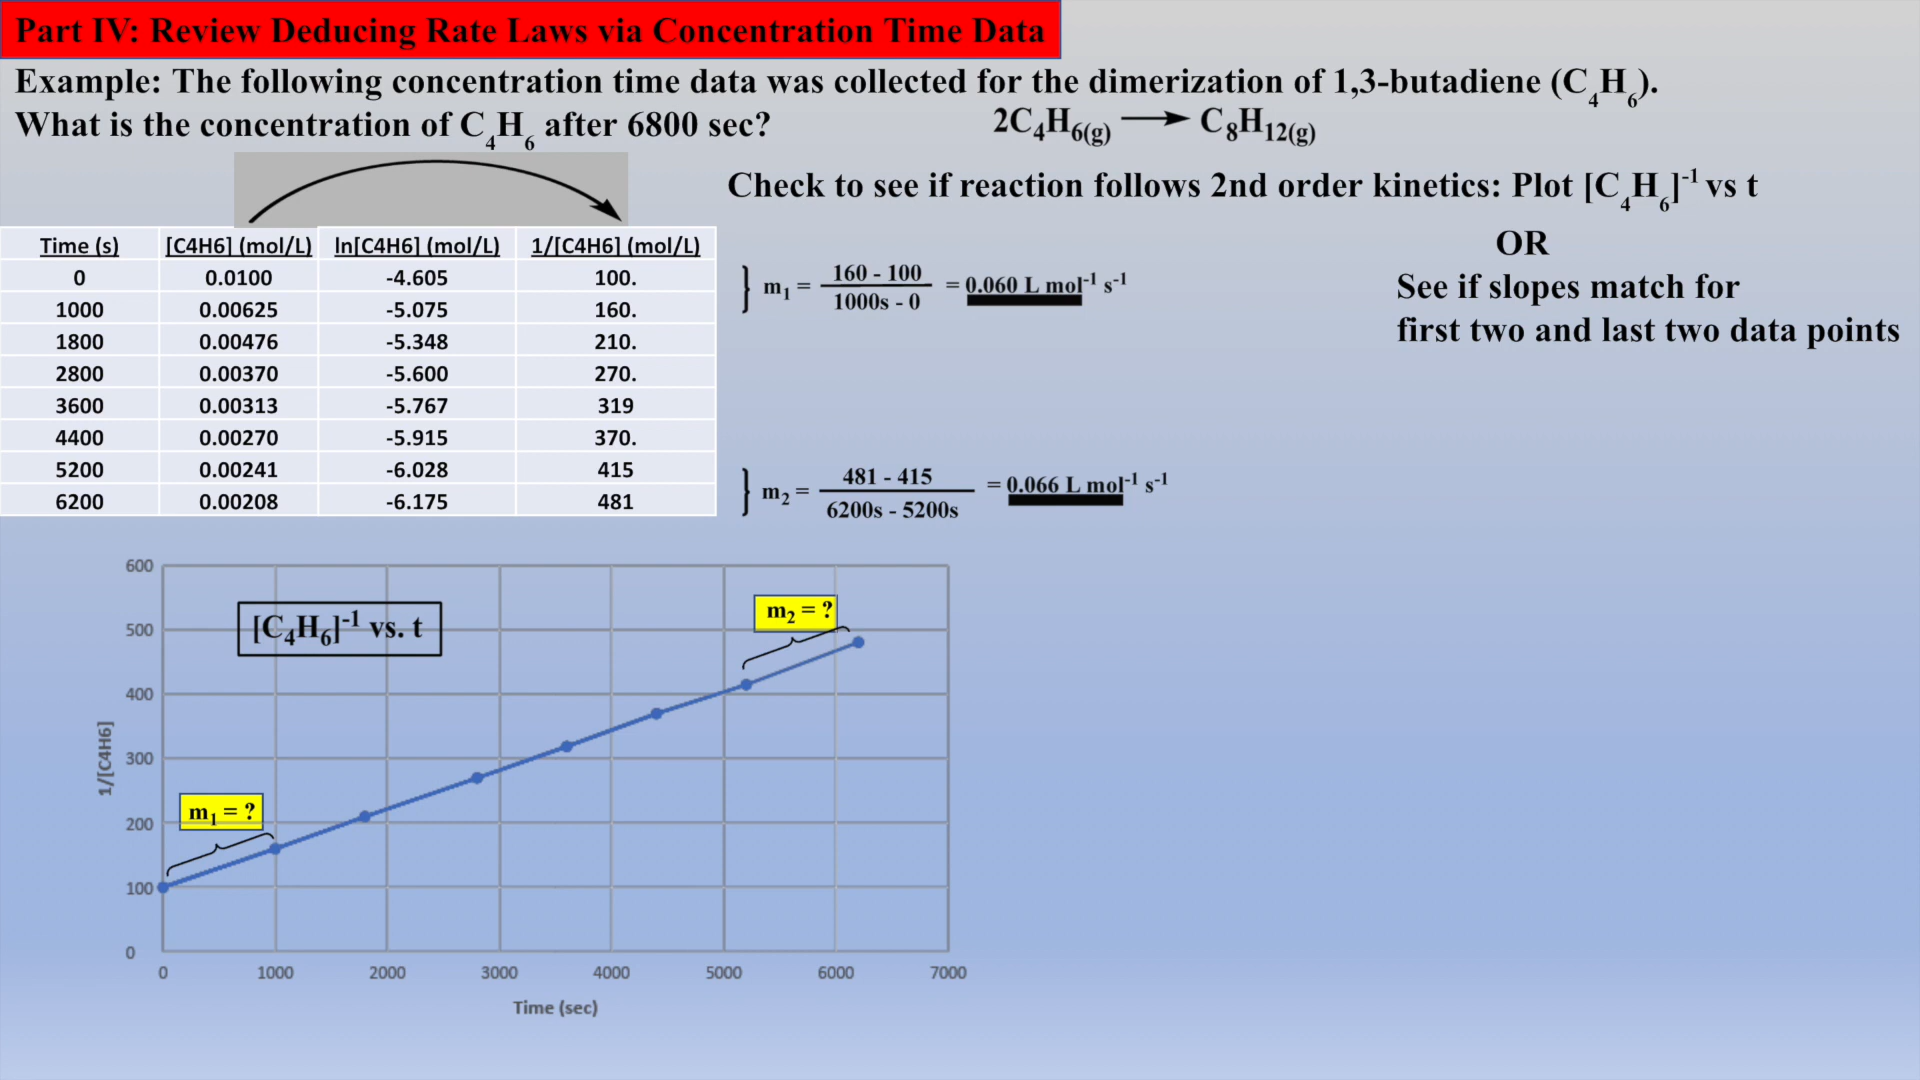 Part IV: Review Deducing Rate Laws via Concentration Time Data
Example: The following concentration time data was collected for the dimerization of 1,3-butadiene (C4H6).
What is the concentration of C4H6 after 6800 sec?
2C4H6(g) ⟶ C8H12(g)
Check to see if reaction follows 2nd order kinetics: Plot [C4H6]-1 vs t
OR
See if slopes match for
first two and last two data points
Time (s) [C4H6] (mol/L) ln[C4H6] (mol/L) 1/[C4H6] (mol/L)
0 0.0100 -4.605 100.
1000 0.00625 -5.075 160.
1800 0.00476 -5.348 210.
2800 0.00370 -5.600 270.
3600 0.00313 -5.767 319
4400 0.00270 -5.915 370.
5200 0.00241 -6.028 415
6200 0.00208 -6.175 481
} m1 = 160 - 100 / 1000s - 0 = 0.060 L mol-1 s-1
} m2 = 481 - 415 / 6200s - 5200s = 0.066 L mol-1 s-1
[C4H6]-1 vs. t
m1 = ?
m2 = ?
1/[C4H6]
600
500
400
300
200
100
0
0 1000 2000 3000 4000 5000 6000 7000
Time (sec)